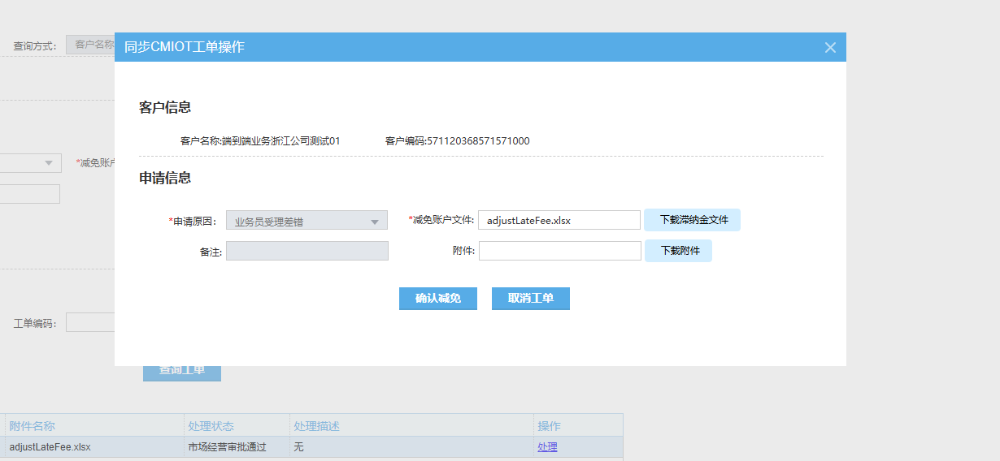 同步CMIOT工单操作
查询方式： 客户名称
客户信息
客户名称:端到端业务浙江公司测试01 客户编码:571120368571571000
*减免账户
申请信息
*申请原因： 业务员受理差错 *减免账户文件: adjustLateFee.xlsx 下载滞纳金文件
备注: 附件: 下载附件
确认减免 取消工单
工单编码：
查询工单
附件名称 处理状态 处理描述 操作
adjustLateFee.xlsx 市场经营审批通过 无 处理